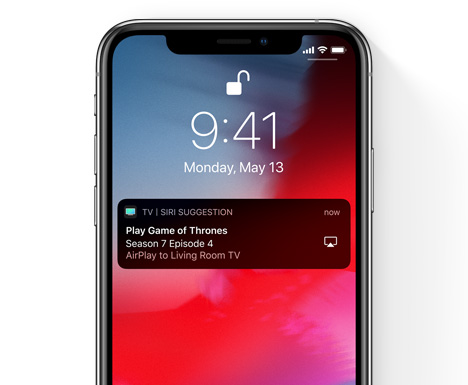 9:41
Monday, May 13
TV | SIRI SUGGESTION now
Play Game of Thrones
Season 7 Episode 4
AirPlay to Living Room TV